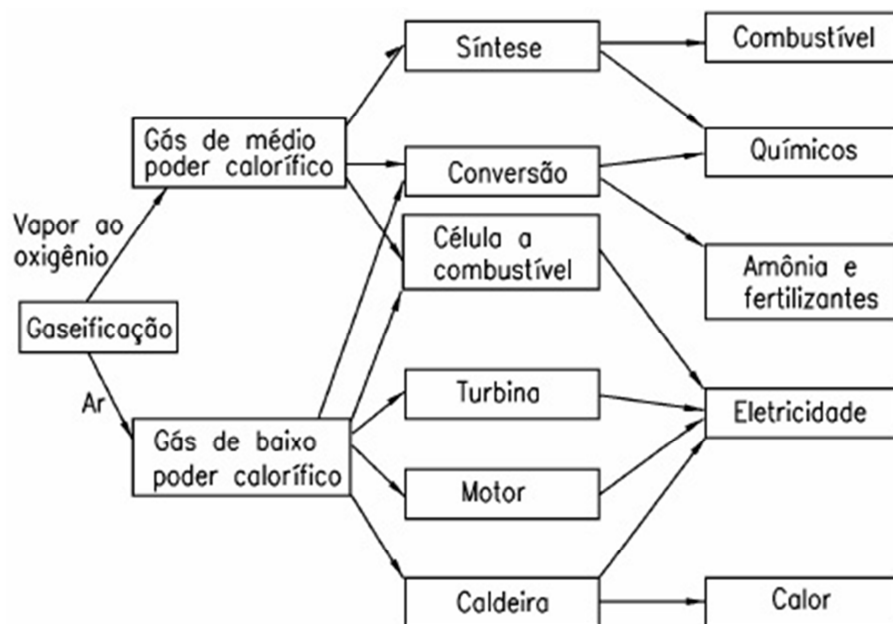 Síntese
Combustível
Gás de médio
poder calorífico
Químicos
Conversão
Vapor ao
oxigênio
Célula a
combustível
Amônia e
fertilizantes
Gaseificação
Ar
Turbina
Eletricidade
Gás de baixo
poder calorífico
Motor
Caldeira
Calor